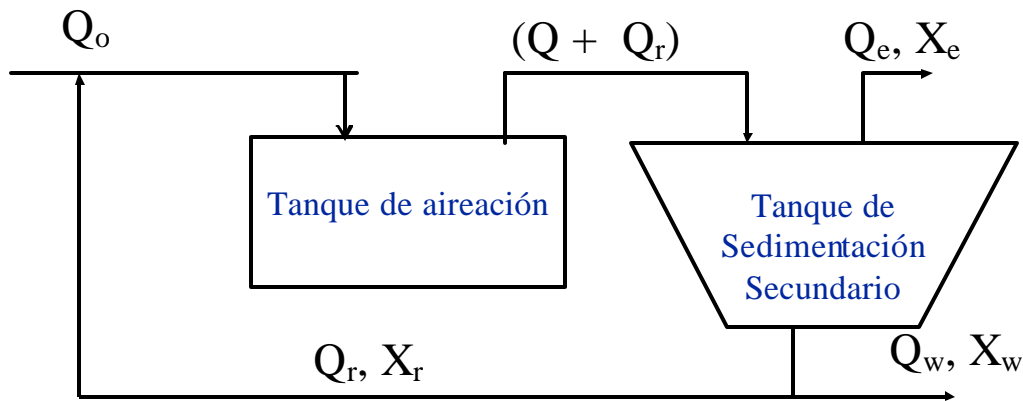 Qo
(Q + Qr)
Qe, Xe
Tanque de aireación
Tanque de
Sedimentación
Secundario
Qr, Xr
Qw, Xw